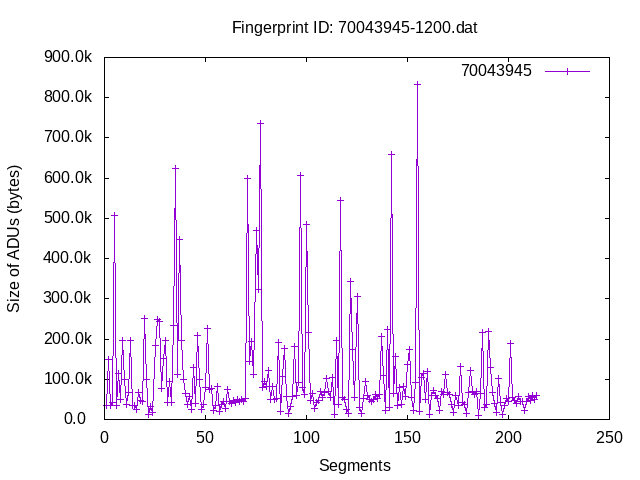 Fingerprint ID: 70043945-1200.dat
900.0k
70043945
800.0k
700.0k
600.0k
500.0k
400.0k
300.0k
200.0k
100.0k
0.0
Size of ADUs (bytes)
0 50 100 150 200 250
Segments